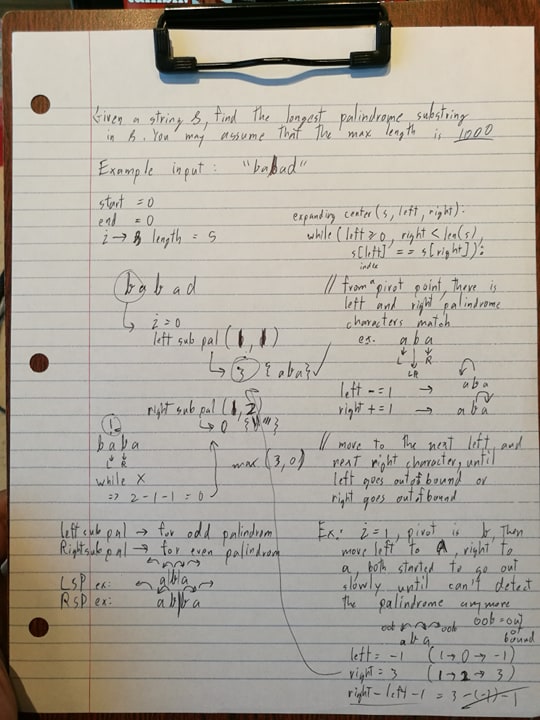 Given a string s, find the longest palindrome substring
in s. You may assume that the max length is 1000
Example input: "babad"
start = 0
end = 0
i → s length = 5
babad
i = 0
left sub pal (1, 1)
3 {aba} ✓
right sub pal (1, 2)
0 {""}
1
baba
L R
while X
=> 2-1-1 = 0
max (3,0)
left sub pal → for odd palindrom
Right sub pal → for even palindrom
LSP ex: aba
RSP ex: abba
expanding center(s, left, right):
while (left ≥ 0, right < len(s),
s[left] == s[right]):
index
// from a pivot point, there is
left and right palindrome
characters match
ex. aba
L R
LR
left -= 1 → aba
right += 1 → aba
// move to the next left, and
next right character, until
left goes out of bound or
right goes out of bound
Ex: i = 1, pivot is b, then
move left to a, right to
a, both started to go out
slowly until can't detect
the palindrome anymore
oob oob oob = out
of
aba bound
left = -1 (1→0→-1)
right = 3 (1→2→3)
right - left - 1 = 3-(-1)-1